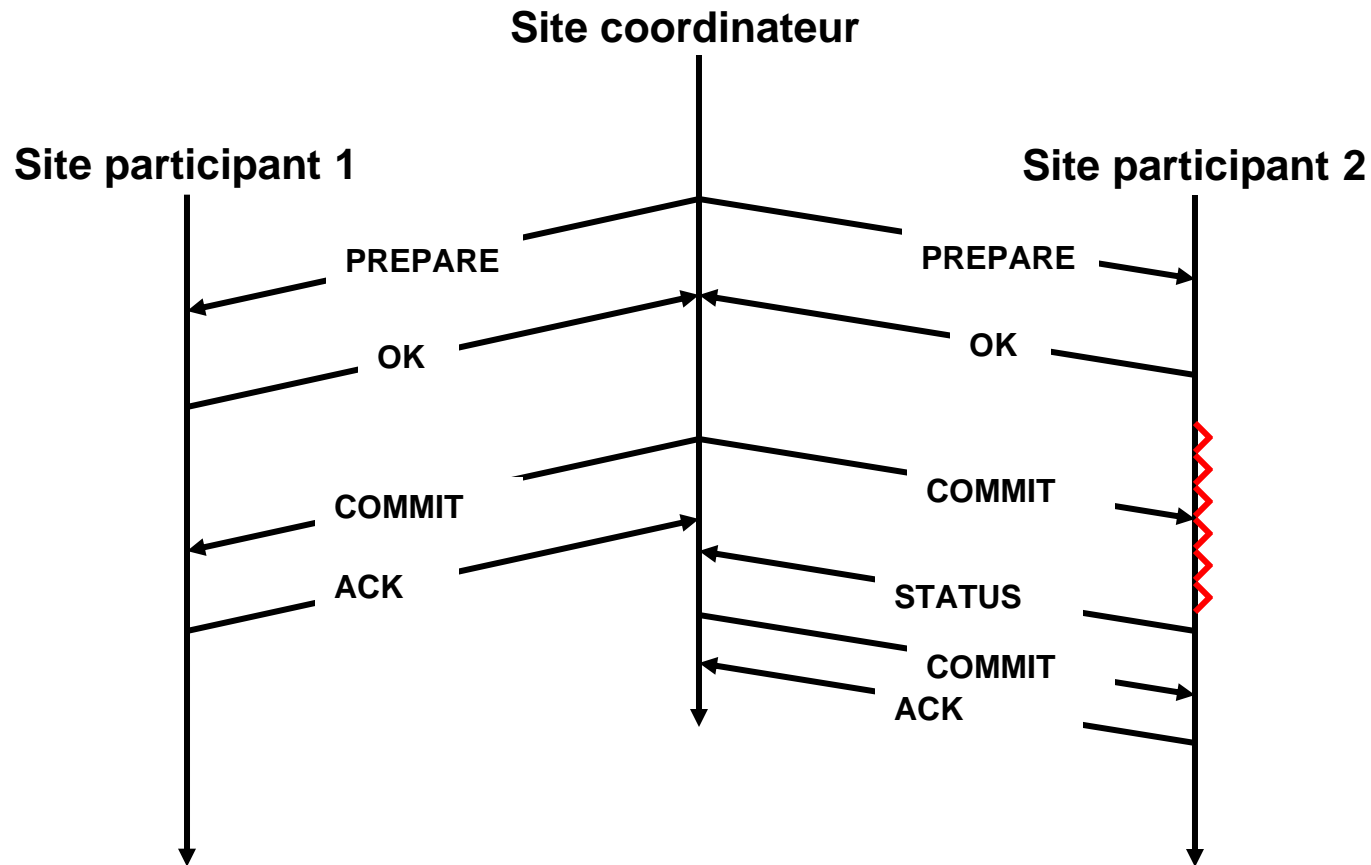 Site coordinateur
Site participant 1
Site participant 2
PREPARE
PREPARE
OK
OK
COMMIT
COMMIT
ACK
STATUS
COMMIT
ACK